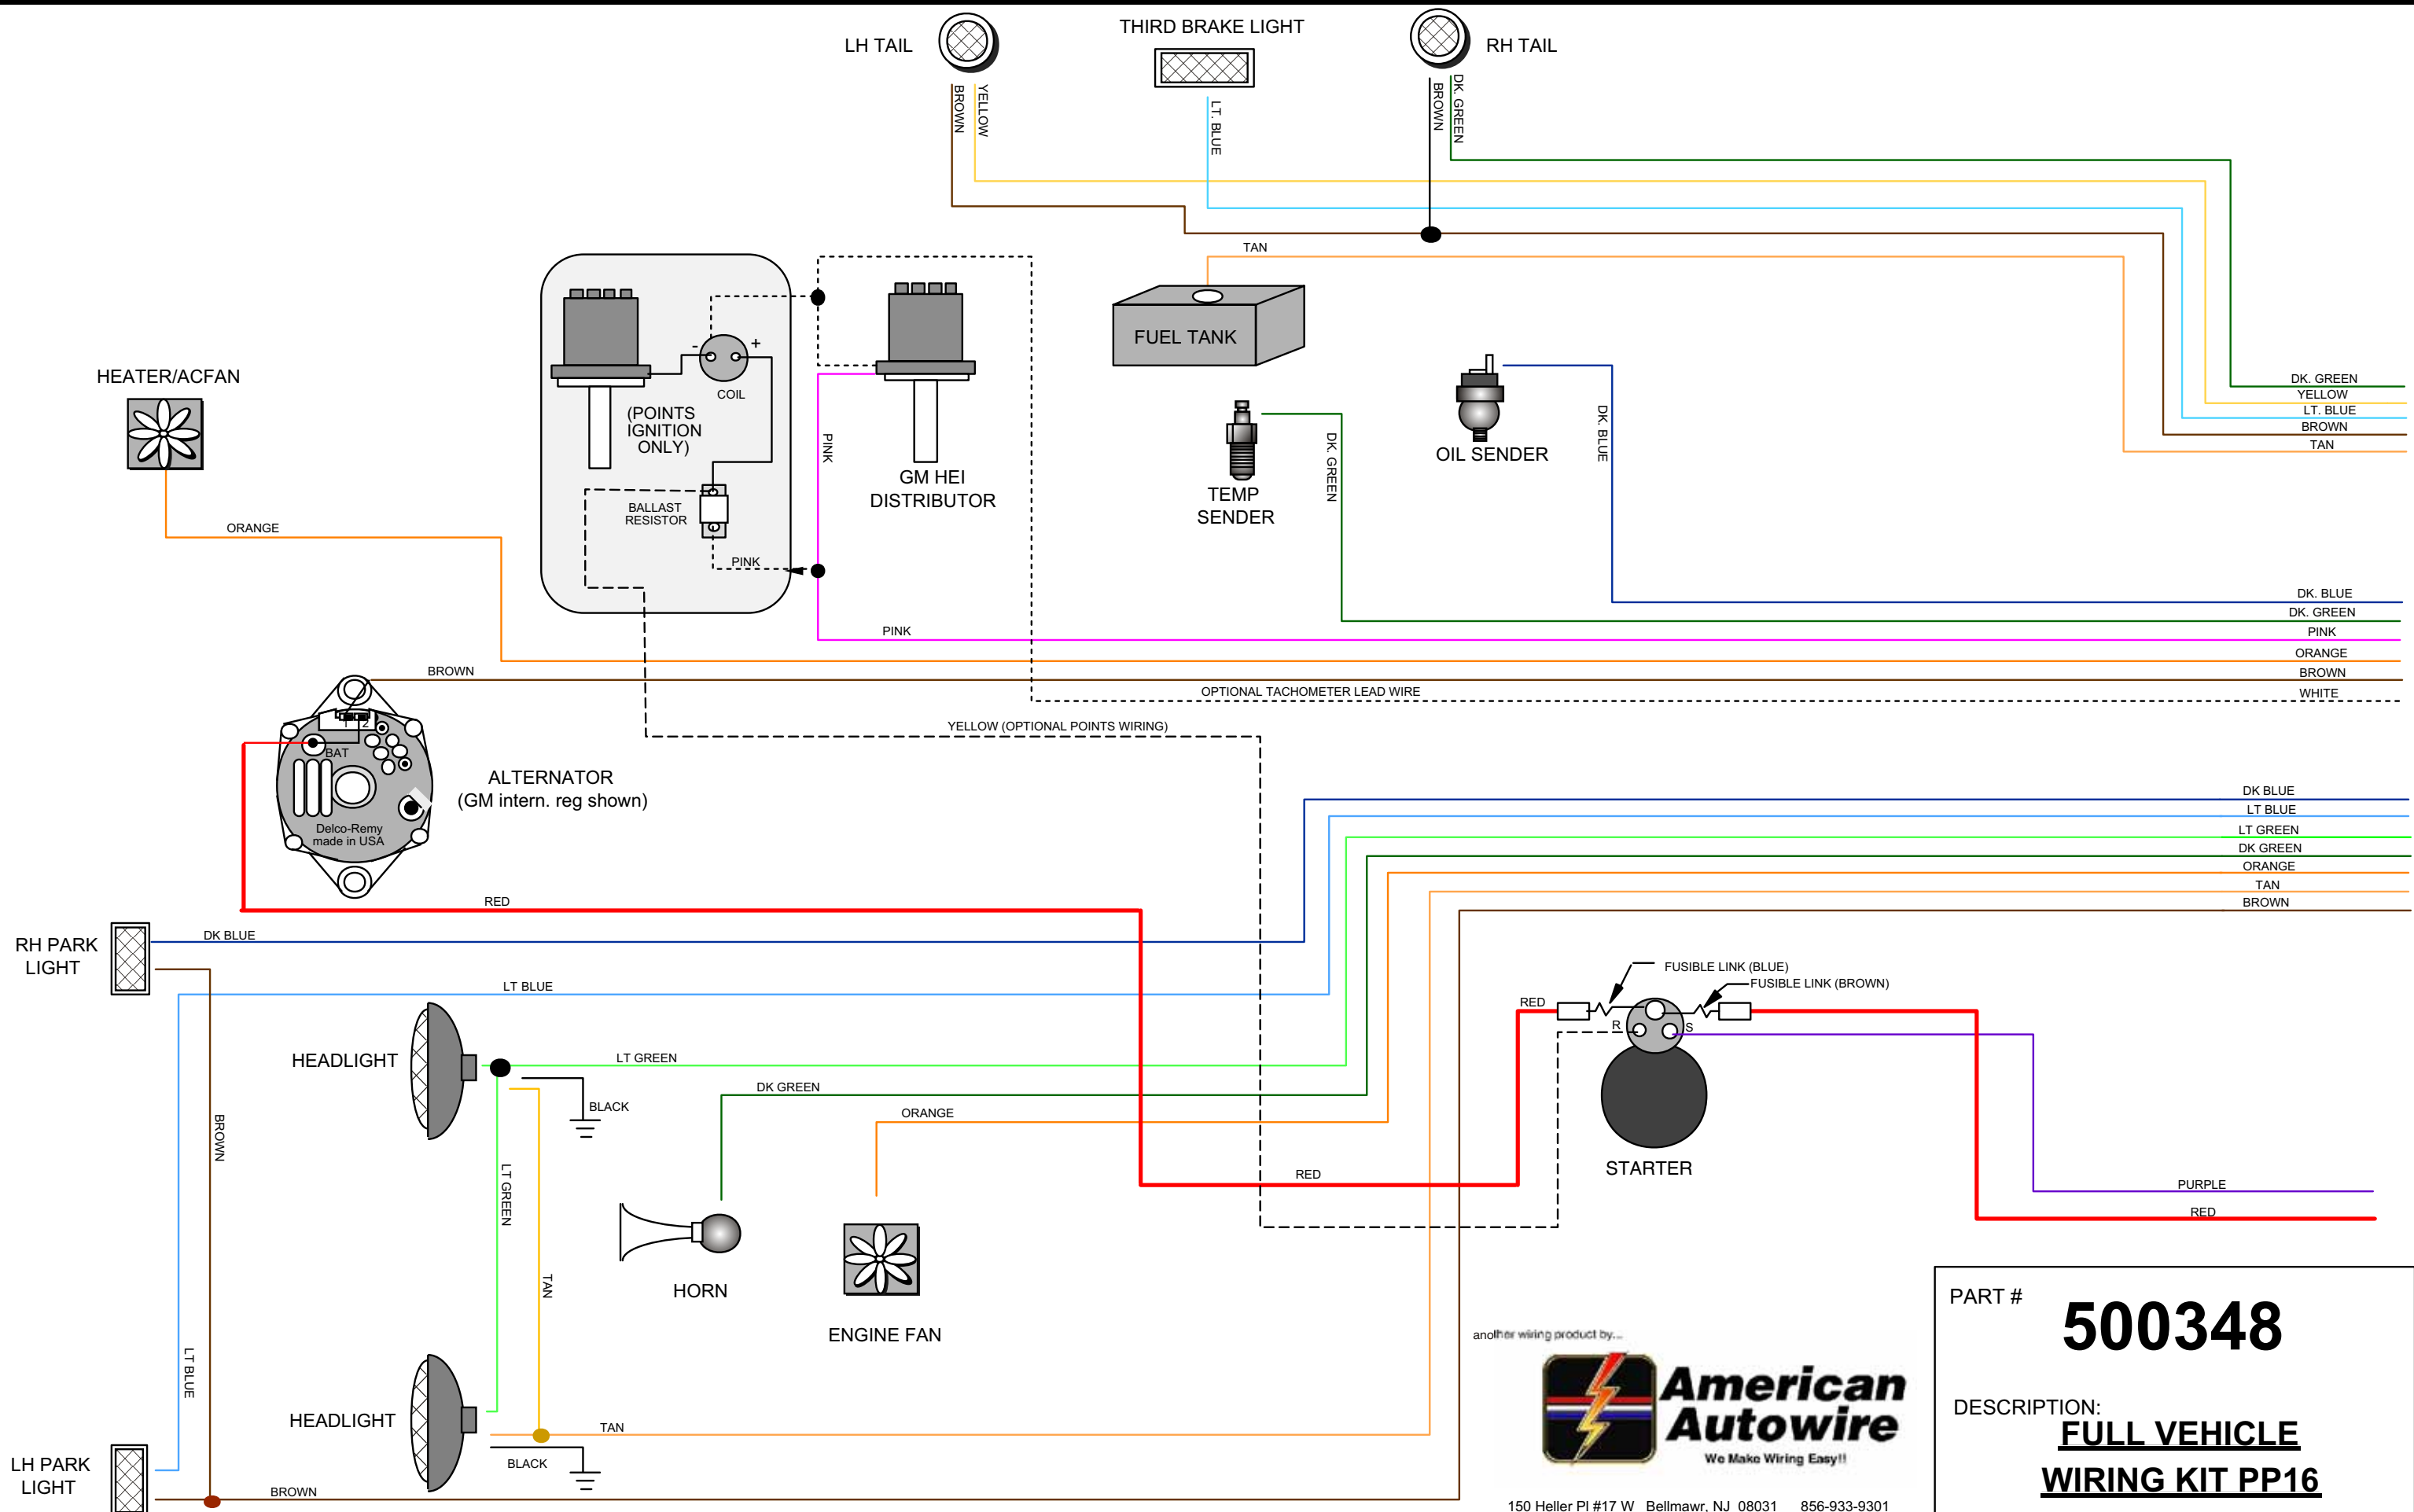 LH TAIL
THIRD BRAKE LIGHT
RH TAIL
BROWN
YELLOW
LT. BLUE
BROWN
DK. GREEN
TAN
FUEL TANK
HEATER/ACFAN
- +
COIL
(POINTS
IGNITION
ONLY)
PINK
GM HEI
DISTRIBUTOR
BALLAST
RESISTOR
PINK
ORANGE
TEMP
SENDER
DK. GREEN
OIL SENDER
DK. BLUE
DK. GREEN
YELLOW
LT. BLUE
BROWN
TAN
DK. BLUE
DK. GREEN
PINK
PINK
ORANGE
BROWN
BROWN
OPTIONAL TACHOMETER LEAD WIRE
WHITE
YELLOW (OPTIONAL POINTS WIRING)
1 2
BAT
Delco-Remy
made in USA
ALTERNATOR
(GM intern. reg shown)
DK BLUE
LT BLUE
LT GREEN
DK GREEN
ORANGE
TAN
BROWN
RED
RH PARK
LIGHT
DK BLUE
LT BLUE
FUSIBLE LINK (BLUE)
FUSIBLE LINK (BROWN)
RED
R
S
STARTER
HEADLIGHT
LT GREEN
BLACK
DK GREEN
ORANGE
BROWN
LT GREEN
TAN
RED
PURPLE
RED
HORN
ENGINE FAN
LT BLUE
HEADLIGHT
TAN
BLACK
LH PARK
LIGHT
BROWN
another wiring product by...
American
Autowire
We Make Wiring Easy!!
150 Heller Pl #17 W Bellmawr, NJ 08031 856-933-9301
PART #
500348
DESCRIPTION:
FULL VEHICLE
WIRING KIT PP16